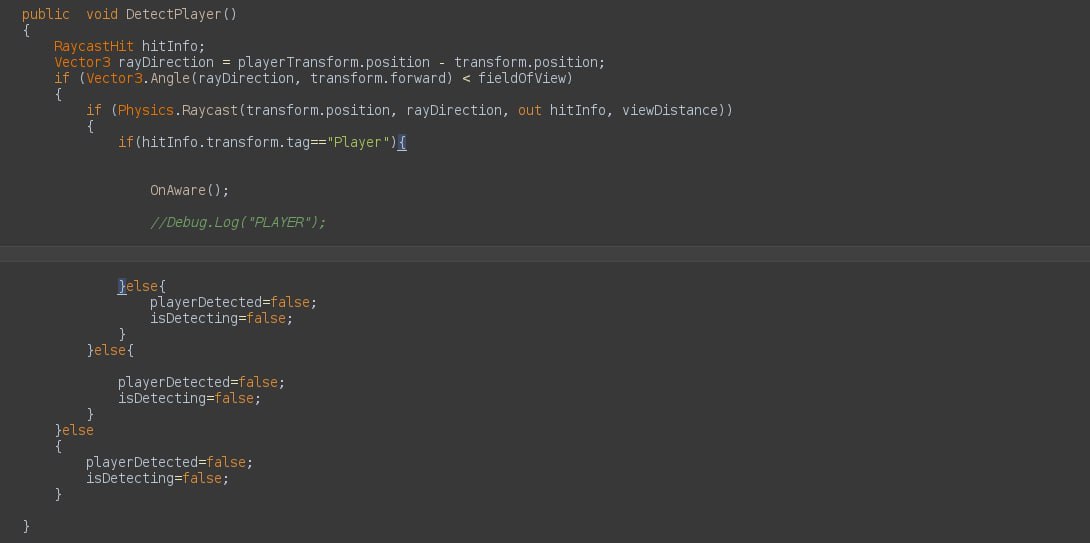 public  void DetectPlayer()
{
    RaycastHit hitInfo;
    Vector3 rayDirection = playerTransform.position - transform.position;
    if (Vector3.Angle(rayDirection, transform.forward) < fieldOfView)
    {
        if (Physics.Raycast(transform.position, rayDirection, out hitInfo, viewDistance))
        {
            if(hitInfo.transform.tag=="Player"){
                OnAware();
                //Debug.Log("PLAYER");
            }else{
                playerDetected=false;
                isDetecting=false;
            }
        }else{
            playerDetected=false;
            isDetecting=false;
        }
    }else
    {
        playerDetected=false;
        isDetecting=false;
    }
}